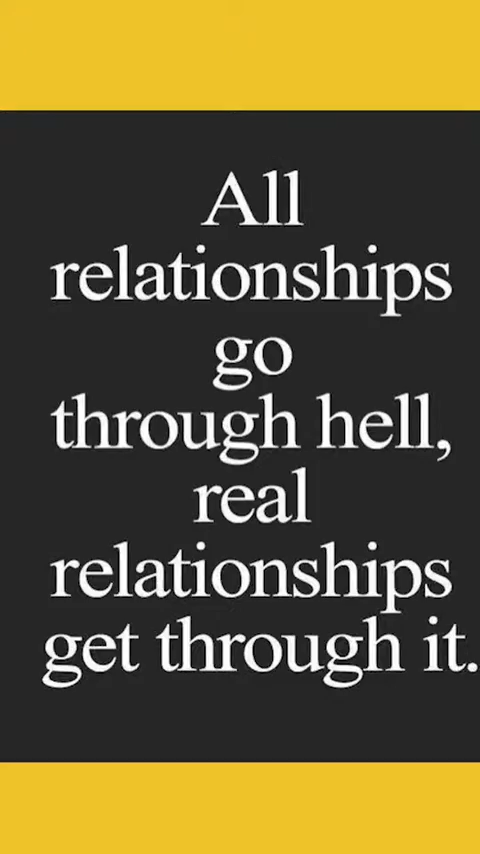 All
relationships
go
through hell,
real
relationships
get through it.